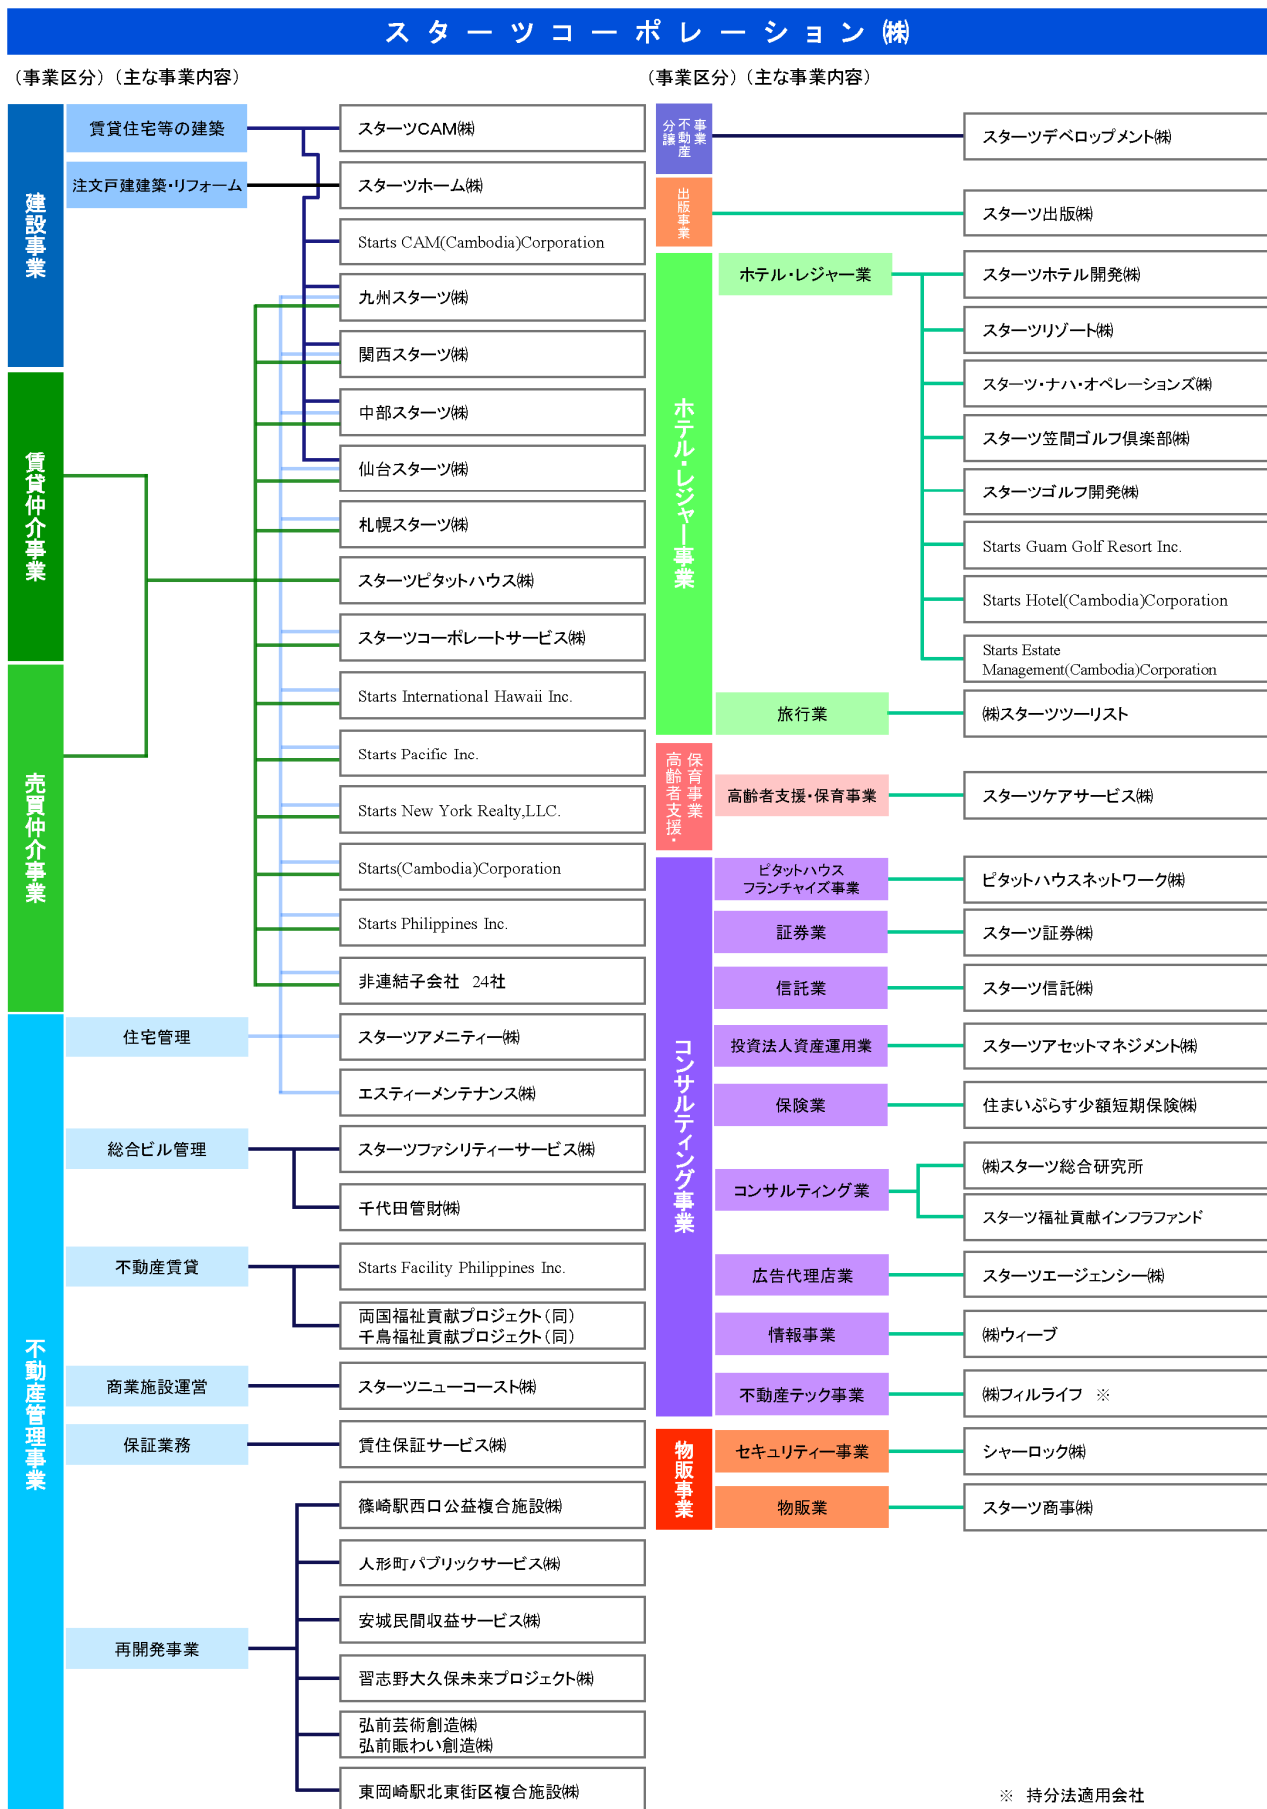 スターツコーポレーション㈱
（事業区分）（主な事業内容）
建設事業
賃貸住宅等の建築
スターツCAM㈱
注文戸建建築・リフォーム
スターツホーム㈱
Starts CAM(Cambodia)Corporation
九州スターツ㈱
関西スターツ㈱
中部スターツ㈱
仙台スターツ㈱
札幌スターツ㈱
賃貸仲介事業
スターツピタットハウス㈱
スターツコーポレートサービス㈱
Starts International Hawaii Inc.
Starts Pacific Inc.
売買仲介事業
Starts New York Realty,LLC.
Starts(Cambodia)Corporation
Starts Philippines Inc.
非連結子会社　24社
不動産管理事業
住宅管理
スターツアメニティー㈱
エスティーメンテナンス㈱
総合ビル管理
スターツファシリティーサービス㈱
千代田管財㈱
不動産賃貸
Starts Facility Philippines Inc.
両国福祉貢献プロジェクト（同）
千鳥福祉貢献プロジェクト（同）
商業施設運営
スターツニューコースト㈱
保証業務
賃住保証サービス㈱
再開発事業
篠崎駅西口公益複合施設㈱
人形町パブリックサービス㈱
安城民間収益サービス㈱
習志野大久保未来プロジェクト㈱
弘前芸術創造㈱
弘前賑わい創造㈱
東岡崎駅北東街区複合施設㈱
（事業区分）（主な事業内容）
分譲
不動産
事業
スターツデベロップメント㈱
出版事業
スターツ出版㈱
ホテル・レジャー事業
ホテル・レジャー業
スターツホテル開発㈱
スターツリゾート㈱
スターツ・ナハ・オペレーションズ㈱
スターツ笠間ゴルフ倶楽部㈱
スターツゴルフ開発㈱
Starts Guam Golf Resort Inc.
Starts Hotel(Cambodia)Corporation
Starts Estate
Management(Cambodia)Corporation
旅行業
㈱スターツツーリスト
高齢者支援・
保育事業
高齢者支援・保育事業
スターツケアサービス㈱
コンサルティング事業
ピタットハウス
フランチャイズ事業
ピタットハウスネットワーク㈱
証券業
スターツ証券㈱
信託業
スターツ信託㈱
投資法人資産運用業
スターツアセットマネジメント㈱
保険業
住まいぷらす少額短期保険㈱
コンサルティング業
㈱スターツ総合研究所
スターツ福祉貢献インフラファンド
広告代理店業
スターツエージェンシー㈱
情報事業
㈱ウィーブ
不動産テック事業
㈱フィルライフ　※
物販事業
セキュリティー事業
シャーロック㈱
物販業
スターツ商事㈱
※　持分法適用会社